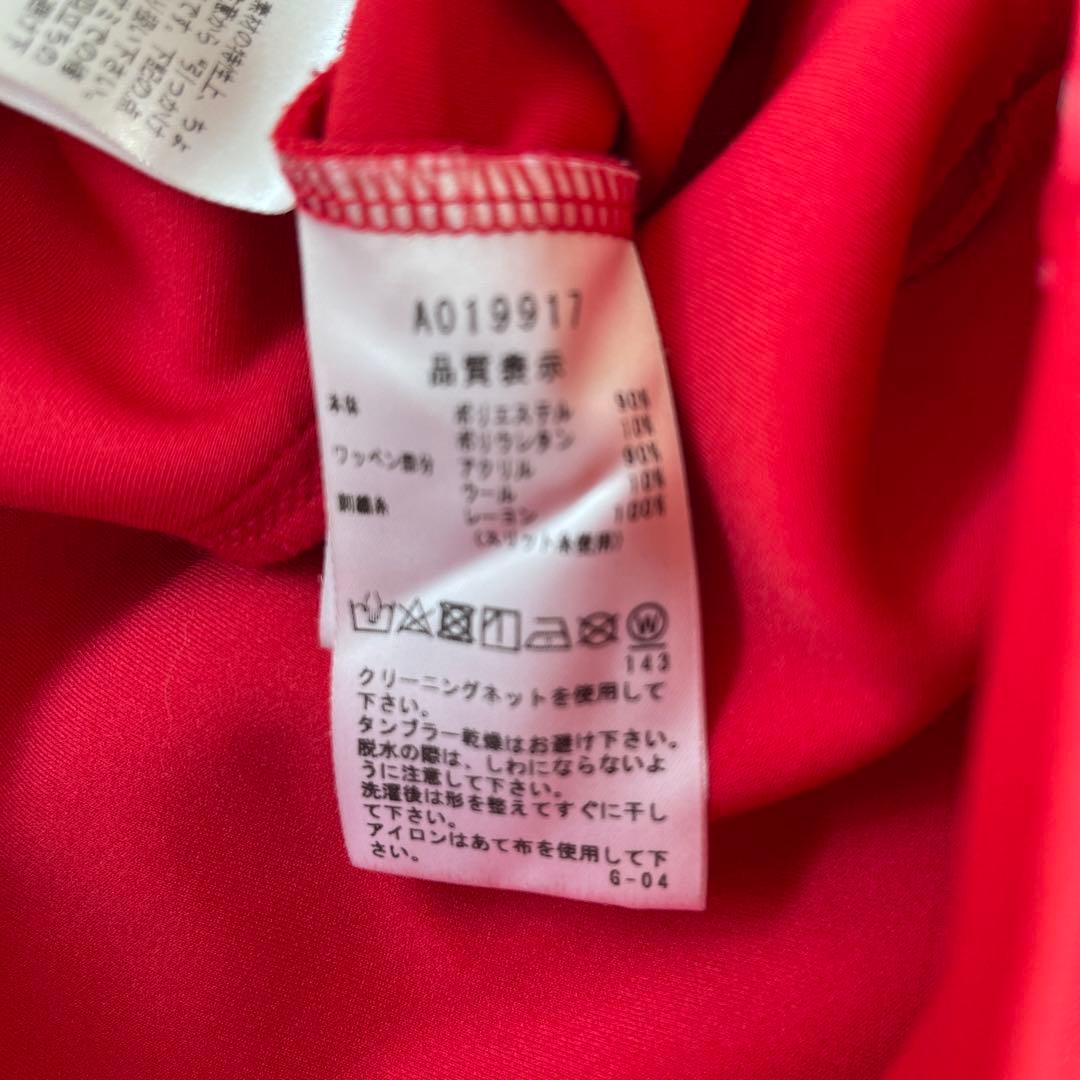 A019917
品質表示
本体 ポリエステル 90%
ポリウレタン 10%
ワッペン部分 アクリル 90%
ウール 10%
刺繍糸 レーヨン 100%
143
クリーニングネットを使用して
下さい。
タンブラー乾燥はお避け下さい。
脱水の際は、しわにならないよ
うに注意して下さい。
洗濯後は形を整えてすぐに干し
て下さい。
アイロンはあて布を使用して下
さい。
G-04